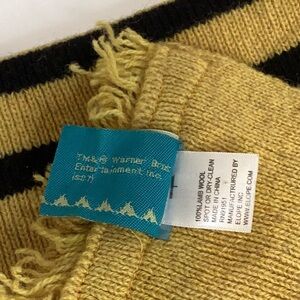 TM & © Warner Bros.
Entertainment Inc.
100% LAMB WOOL
SPOT OR DRY-CLEAN
MADE IN CHINA
MANUFACTRURED BY
ELOPE INC
WWW.ELOPE.COM